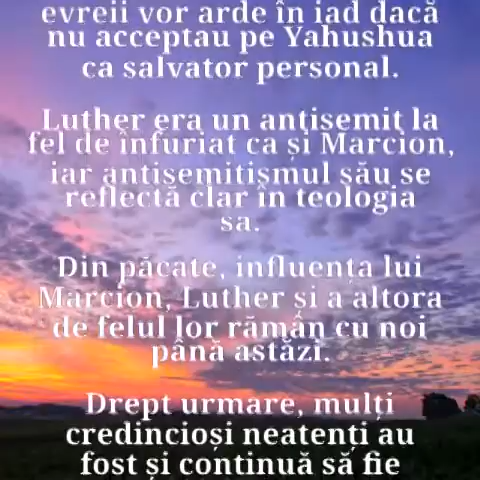 evreii vor arde în iad dacă
nu acceptau pe Yahushua
ca salvator personal.
Luther era un antisemit la
fel de înfuriat ca și Marcion,
iar antisemitismul său se
reflectă clar în teologia
sa.
Din păcate, influența lui
Marcion, Luther și a altora
de felul lor rămân cu noi
până astăzi.
Drept urmare, mulți
credincioși neatenți au
fost și continuă să fie